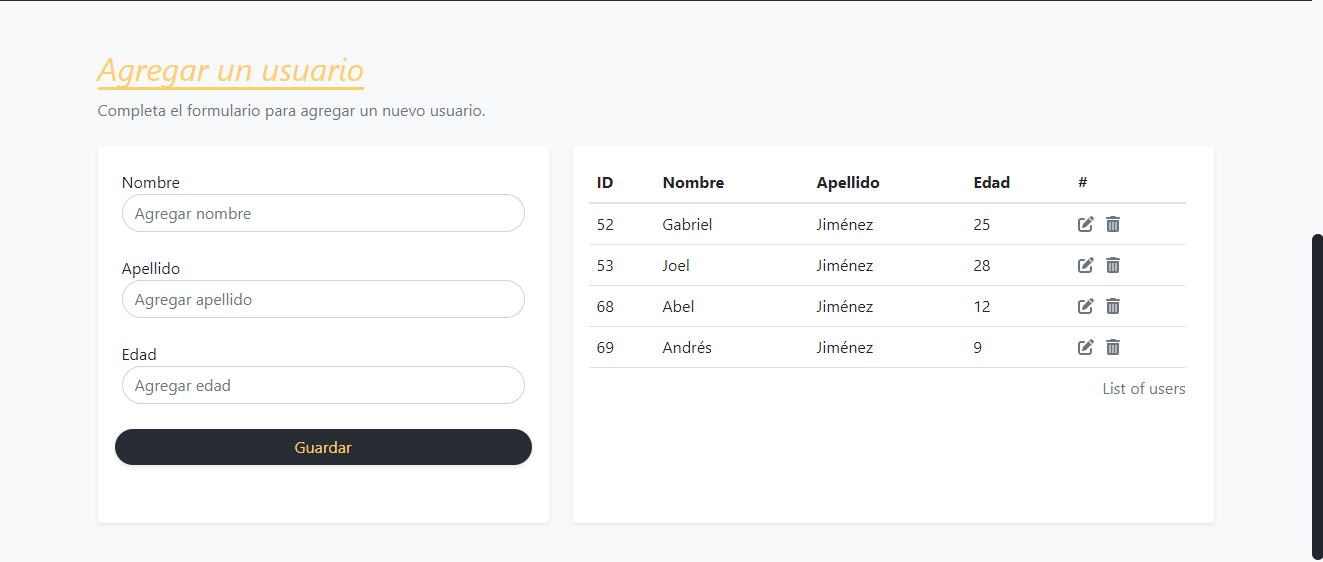 Agregar un usuario
Completa el formulario para agregar un nuevo usuario.
Nombre
Agregar nombre
Apellido
Agregar apellido
Edad
Agregar edad
Guardar
ID Nombre Apellido Edad #
52 Gabriel Jiménez 25
53 Joel Jiménez 28
68 Abel Jiménez 12
69 Andrés Jiménez 9
List of users